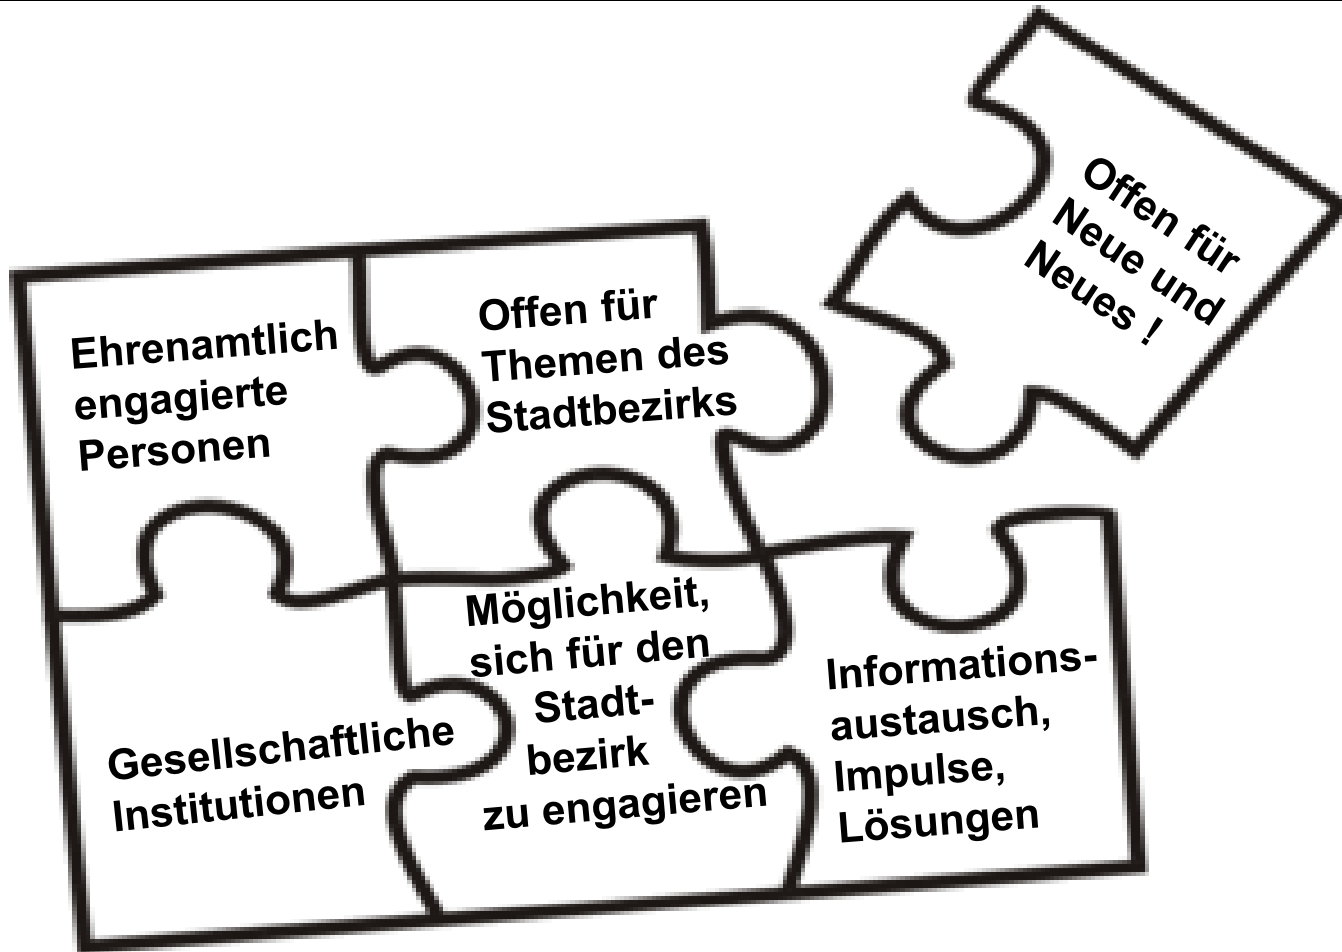 Ehrenamtlich
engagierte
Personen
Offen für
Themen des
Stadtbezirks
Offen für
Neue und
Neues !
Gesellschaftliche
Institutionen
Möglichkeit,
sich für den
Stadt-
bezirk
zu engagieren
Informations-
austausch,
Impulse,
Lösungen